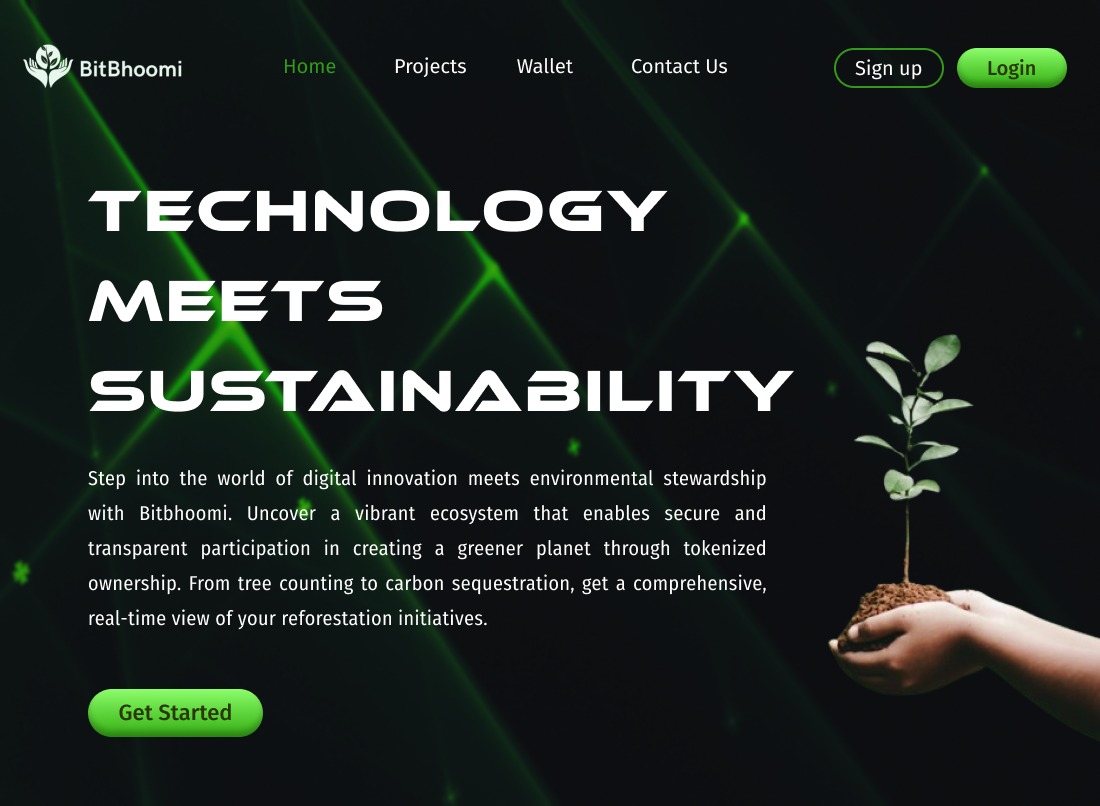 BitBhoomi
Home
Projects
Wallet
Contact Us
Sign up
Login
TECHNOLOGY
MEETS
SUSTAINABILITY
Step into the world of digital innovation meets environmental stewardship
with Bitbhoomi. Uncover a vibrant ecosystem that enables secure and
transparent participation in creating a greener planet through tokenized
ownership. From tree counting to carbon sequestration, get a comprehensive,
real-time view of your reforestation initiatives.
Get Started